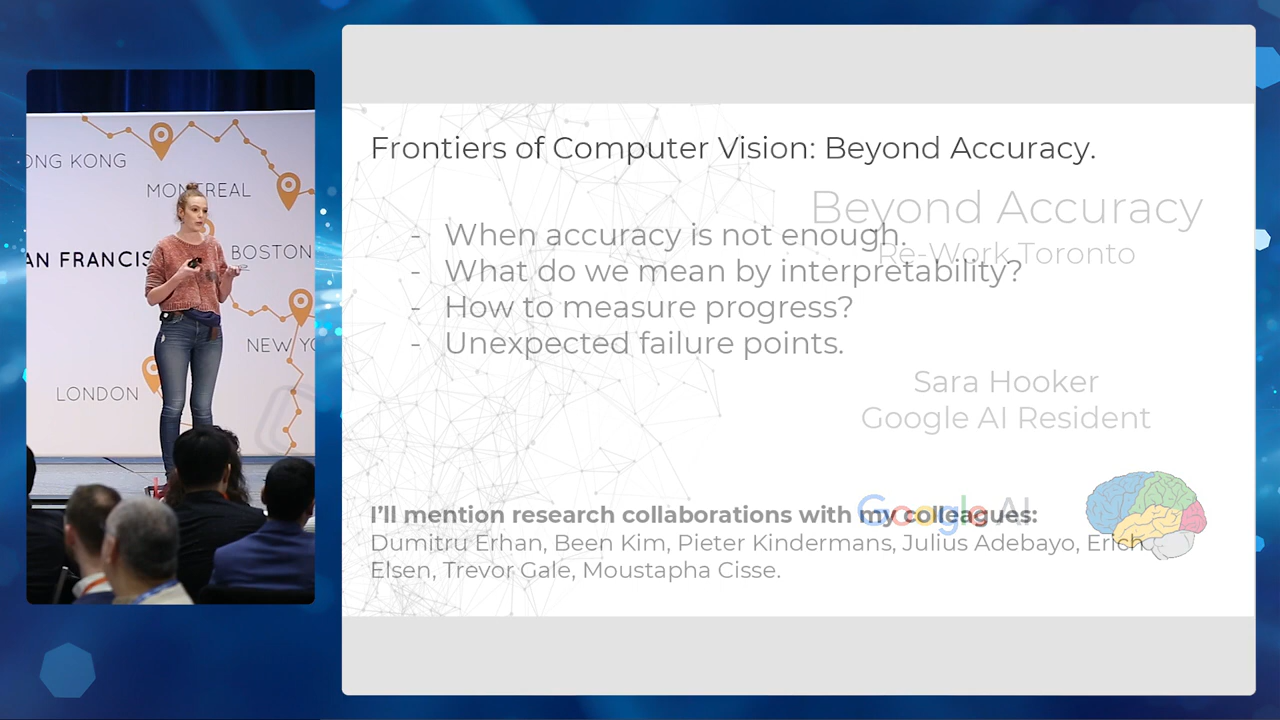 ONG KONG
MONTREAL
AN FRANCIS
BOSTON
NEW YO
LONDON
Frontiers of Computer Vision: Beyond Accuracy.
Beyond Accuracy
Re-Work Toronto
- When accuracy is not enough.
- What do we mean by interpretability?
- How to measure progress?
- Unexpected failure points.
Sara Hooker
Google AI Resident
Google AI
I'll mention research collaborations with my colleagues:
Dumitru Erhan, Been Kim, Pieter Kindermans, Julius Adebayo, Erich
Elsen, Trevor Gale, Moustapha Cisse.